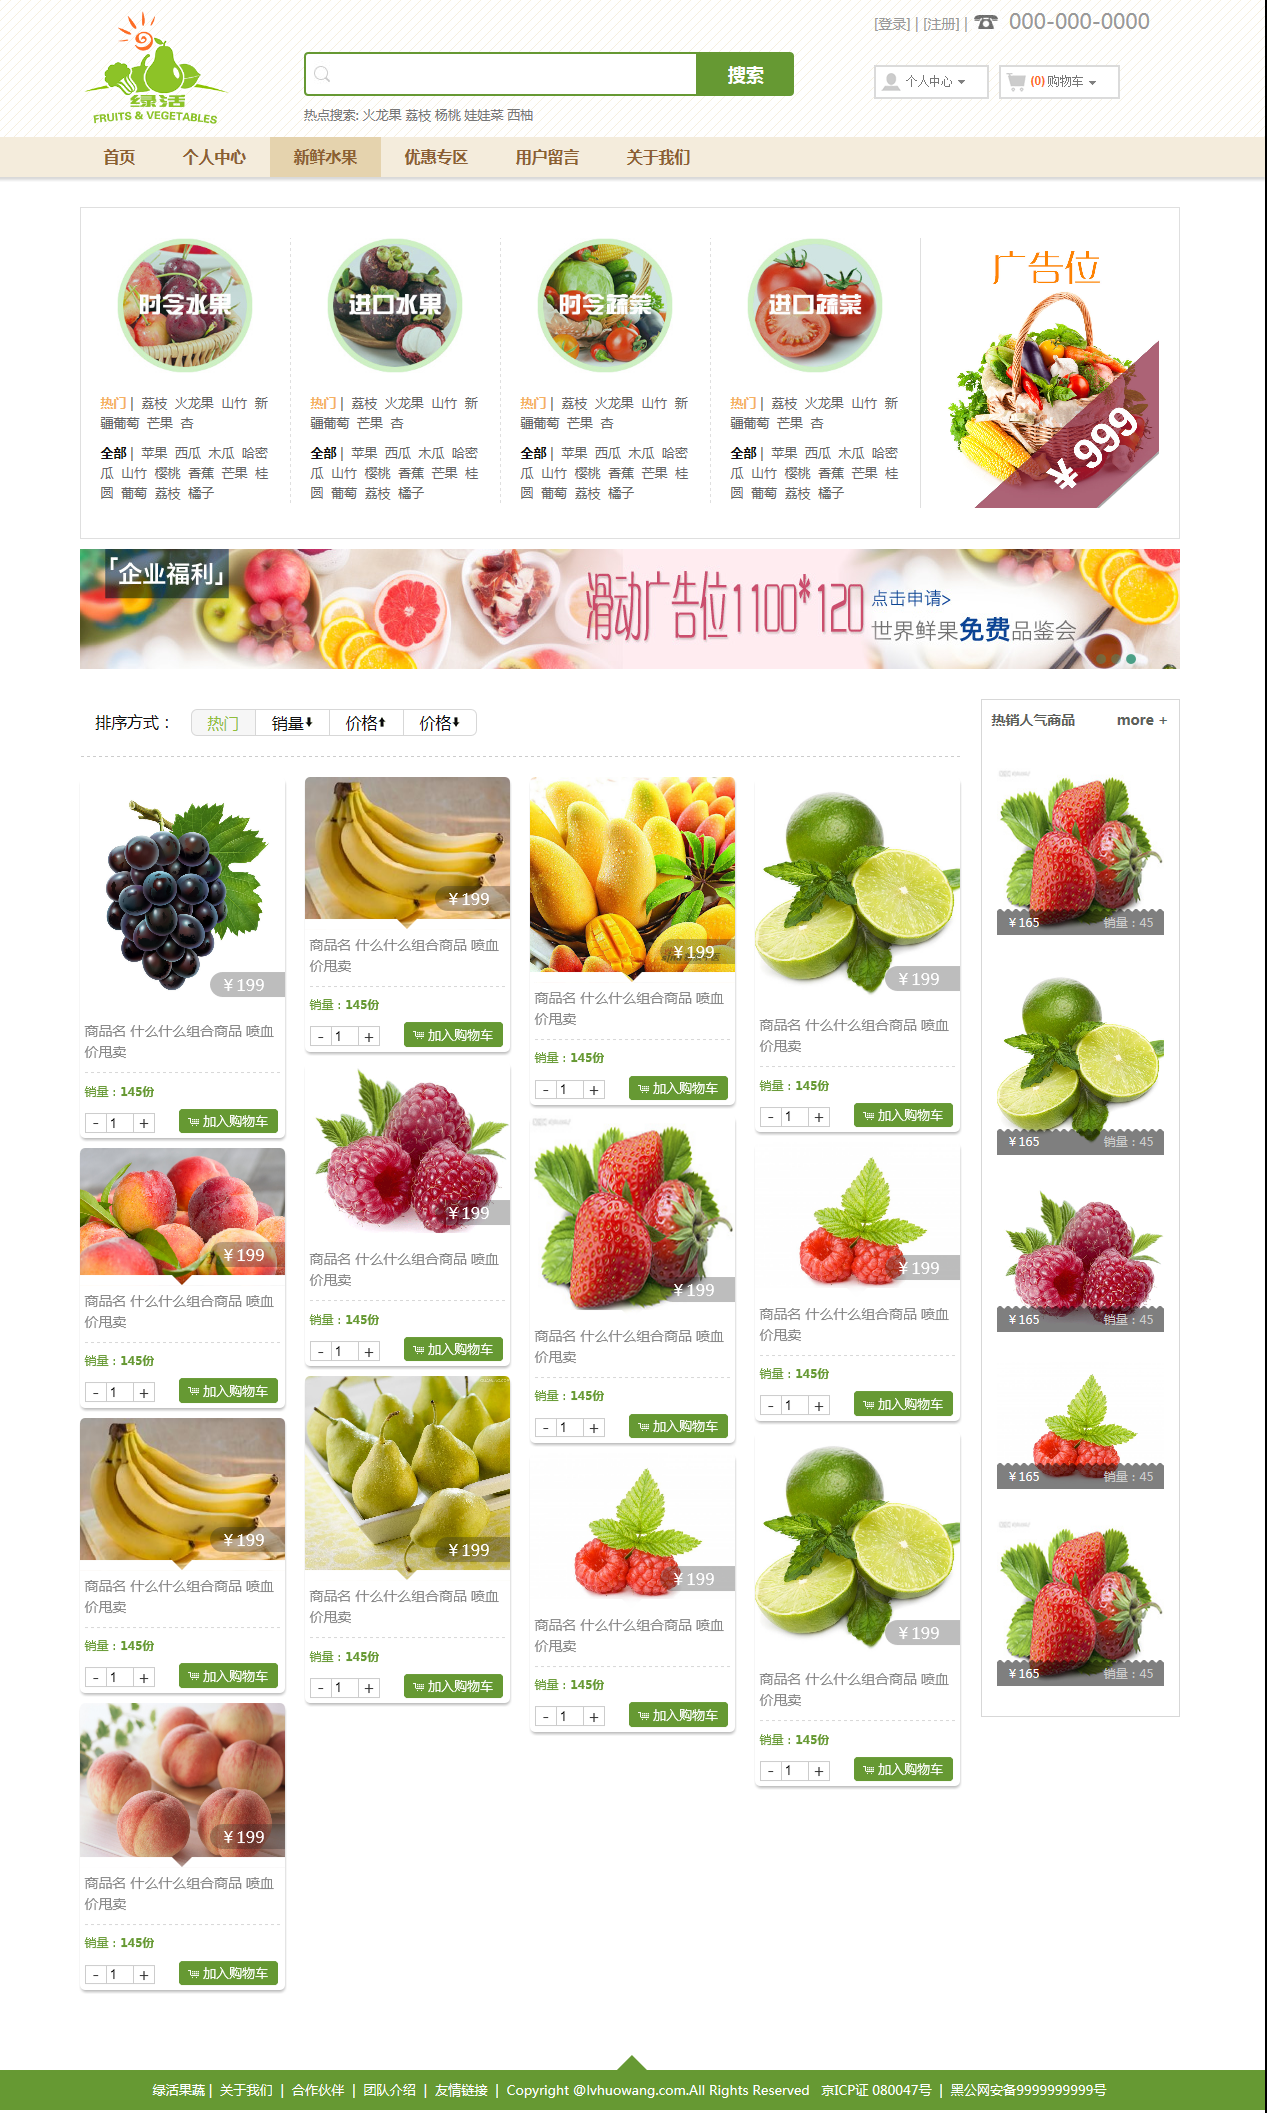 [登录] | [注册] | ☎ 000-000-0000
绿活
FRUITS & VEGETABLES
搜索
个人中心
(0) 购物车
热点搜索: 火龙果 荔枝 杨桃 娃娃菜 西柚
首页 个人中心 新鲜水果 优惠专区 用户留言 关于我们
时令水果
热门 | 荔枝 火龙果 山竹 新
疆葡萄 芒果 杏
全部 | 苹果 西瓜 木瓜 哈密
瓜 山竹 樱桃 香蕉 芒果 桂
圆 葡萄 荔枝 橘子
进口水果
热门 | 荔枝 火龙果 山竹 新
疆葡萄 芒果 杏
全部 | 苹果 西瓜 木瓜 哈密
瓜 山竹 樱桃 香蕉 芒果 桂
圆 葡萄 荔枝 橘子
时令蔬菜
热门 | 荔枝 火龙果 山竹 新
疆葡萄 芒果 杏
全部 | 苹果 西瓜 木瓜 哈密
瓜 山竹 樱桃 香蕉 芒果 桂
圆 葡萄 荔枝 橘子
进口蔬菜
热门 | 荔枝 火龙果 山竹 新
疆葡萄 芒果 杏
全部 | 苹果 西瓜 木瓜 哈密
瓜 山竹 樱桃 香蕉 芒果 桂
圆 葡萄 荔枝 橘子
广告位
￥999
「企业福利」
滑动广告位1100*120
点击申请>
世界鲜果免费品鉴会
排序方式： 热门 销量⬇ 价格⬆ 价格⬇
￥199
商品名 什么什么组合商品 喷血
价甩卖
销量：145份
- 1 + 加入购物车
￥199
商品名 什么什么组合商品 喷血
价甩卖
销量：145份
- 1 + 加入购物车
￥199
商品名 什么什么组合商品 喷血
价甩卖
销量：145份
- 1 + 加入购物车
￥199
商品名 什么什么组合商品 喷血
价甩卖
销量：145份
- 1 + 加入购物车
￥199
商品名 什么什么组合商品 喷血
价甩卖
销量：145份
- 1 + 加入购物车
￥199
商品名 什么什么组合商品 喷血
价甩卖
销量：145份
- 1 + 加入购物车
￥199
商品名 什么什么组合商品 喷血
价甩卖
销量：145份
- 1 + 加入购物车
￥199
商品名 什么什么组合商品 喷血
价甩卖
销量：145份
- 1 + 加入购物车
￥199
商品名 什么什么组合商品 喷血
价甩卖
销量：145份
- 1 + 加入购物车
￥199
商品名 什么什么组合商品 喷血
价甩卖
销量：145份
- 1 + 加入购物车
￥199
商品名 什么什么组合商品 喷血
价甩卖
销量：145份
- 1 + 加入购物车
￥199
商品名 什么什么组合商品 喷血
价甩卖
销量：145份
- 1 + 加入购物车
￥199
商品名 什么什么组合商品 喷血
价甩卖
销量：145份
- 1 + 加入购物车
热销人气商品 more +
￥165 销量：45
￥165 销量：45
￥165 销量：45
￥165 销量：45
￥165 销量：45
绿活果蔬 | 关于我们 | 合作伙伴 | 团队介绍 | 友情链接 | Copyright @lvhuowang.com.All Rights Reserved 京ICP证 080047号 | 黑公网安备9999999999号